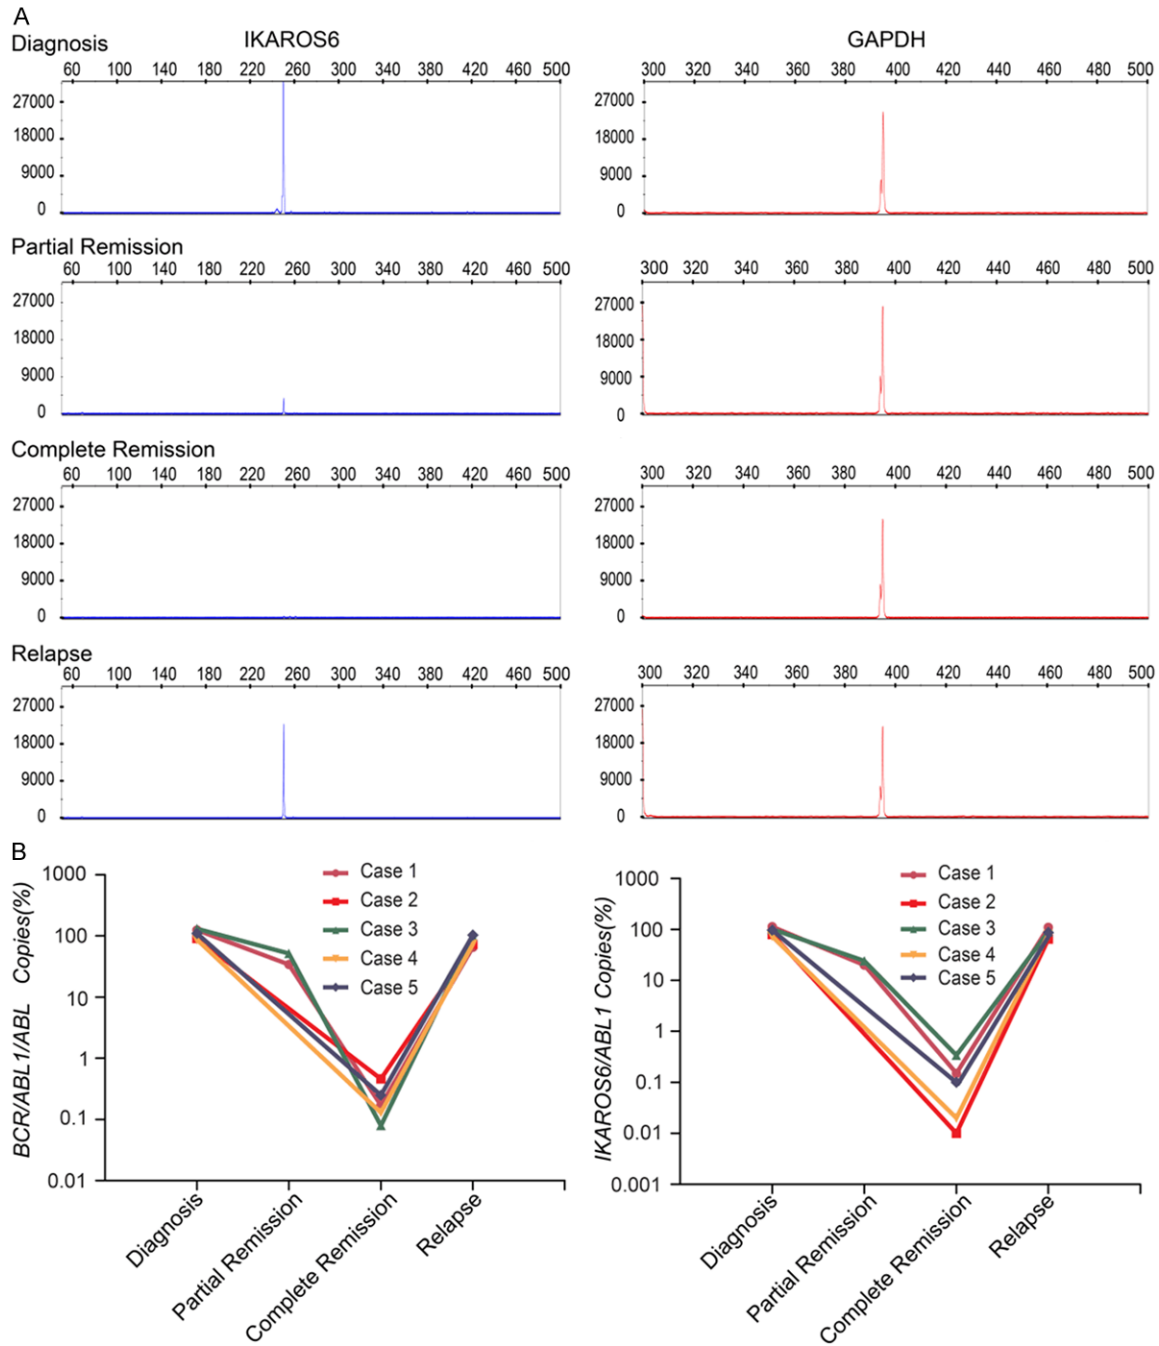 A
Diagnosis IKAROS6 GAPDH
60 100 140 180 220 260 300 340 380 420 460 500 300 320 340 360 380 400 420 440 460 500
27000 27000
18000 18000
9000 9000
0 0
Partial Remission
60 100 140 180 220 260 300 340 380 420 460 500 300 320 340 360 380 400 420 440 460 500
27000 27000
18000 18000
9000 9000
0 0
Complete Remission
60 100 140 180 220 260 300 340 380 420 460 500 300 320 340 360 380 400 420 440 460 500
27000 27000
18000 18000
9000 9000
0 0
Relapse
60 100 140 180 220 260 300 340 380 420 460 500 300 320 340 360 380 400 420 440 460 500
27000 27000
18000 18000
9000 9000
0 0
B
BCR/ABL1/ABL Copies(%)
1000
100
10
1
0.1
0.01
Case 1
Case 2
Case 3
Case 4
Case 5
Diagnosis
Partial Remission
Complete Remission
Relapse
IKAROS6/ABL1 Copies(%)
1000
100
10
1
0.1
0.01
0.001
Case 1
Case 2
Case 3
Case 4
Case 5
Diagnosis
Partial Remission
Complete Remission
Relapse